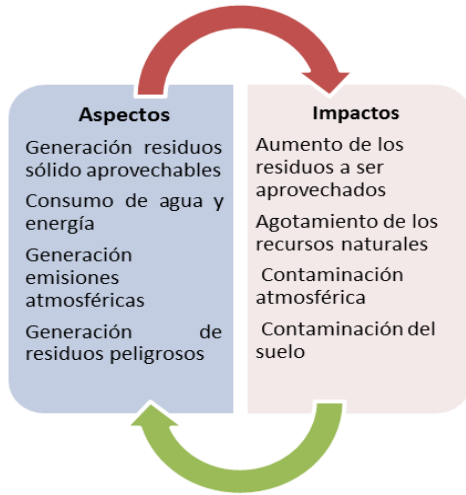 Aspectos
Generación residuos
sólido aprovechables
Consumo de agua y
energía
Generación
emisiones
atmosféricas
Generación de
residuos peligrosos
Impactos
Aumento de los
residuos a ser
aprovechados
Agotamiento de los
recursos naturales
Contaminación
atmosférica
Contaminación del
suelo